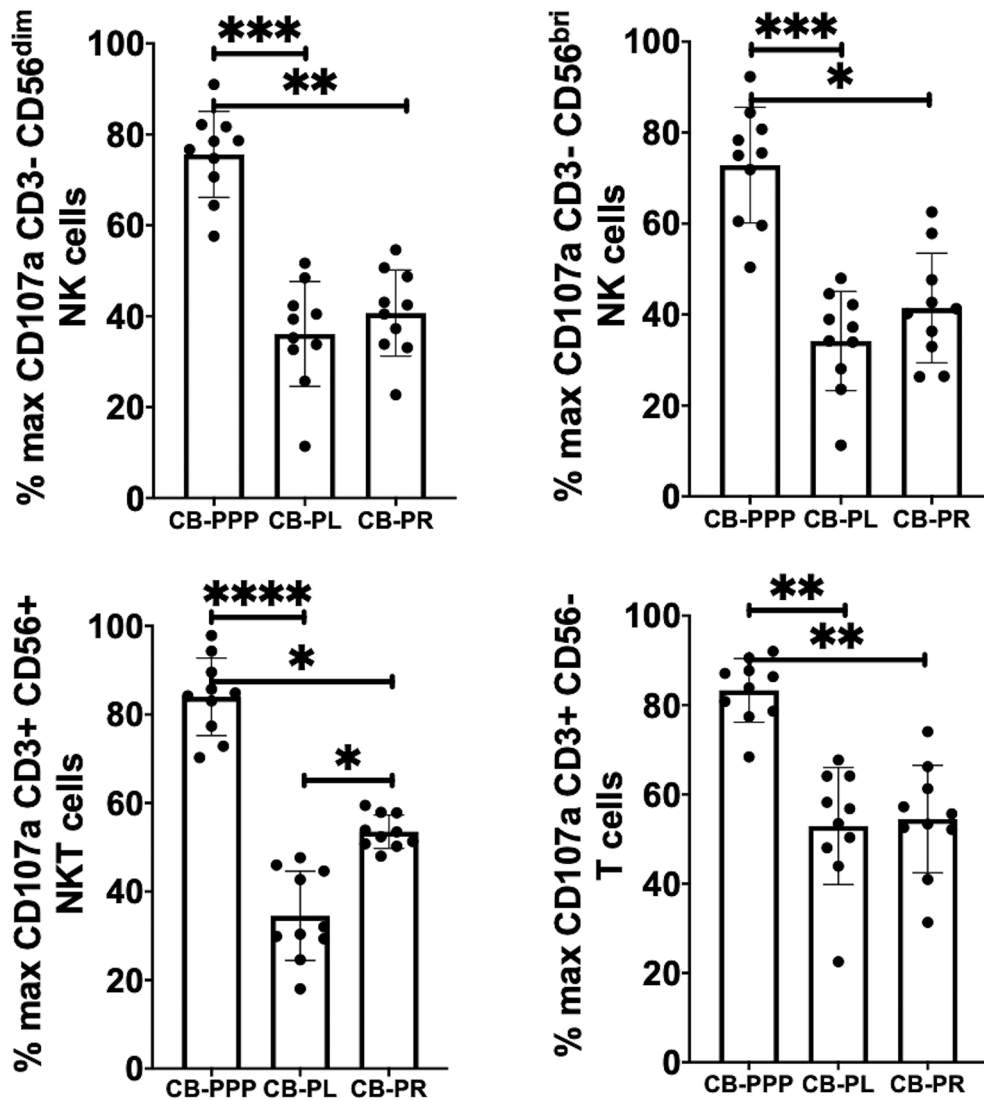 % max CD107a CD3- CD56dim
NK cells
100
80
60
40
20
0
***
**
CB-PPP CB-PL CB-PR
% max CD107a CD3- CD56bri
NK cells
100
80
60
40
20
0
***
*
CB-PPP CB-PL CB-PR
% max CD107a CD3+ CD56+
NKT cells
100
80
60
40
20
0
****
*
*
CB-PPP CB-PL CB-PR
% max CD107a CD3+ CD56-
T cells
100
80
60
40
20
0
**
**
CB-PPP CB-PL CB-PR